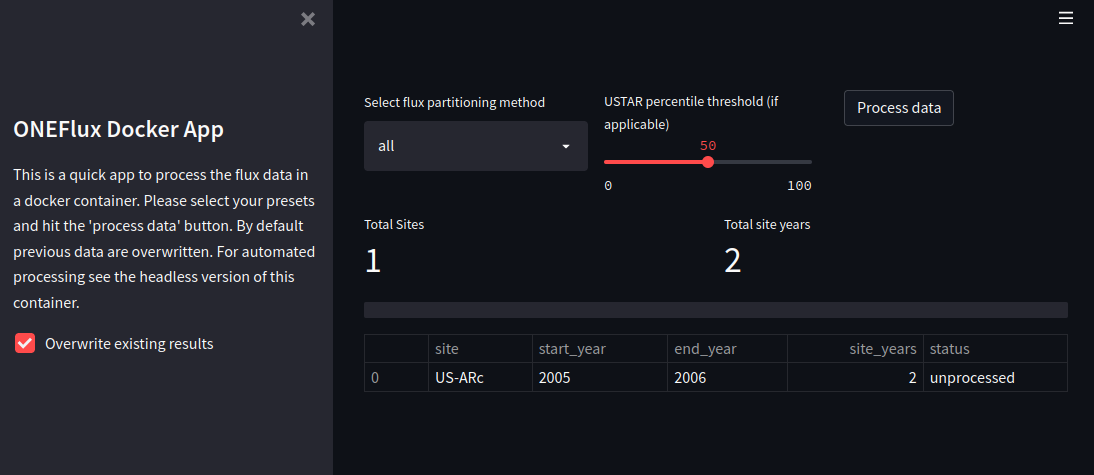 ONEFlux Docker App
This is a quick app to process the flux data in
a docker container. Please select your presets
and hit the 'process data' button. By default
previous data are overwritten. For automated
processing see the headless version of this
container.
Overwrite existing results
Select flux partitioning method
all
USTAR percentile threshold (if
applicable)
50
0 100
Process data
Total Sites
1
Total site years
2
site start_year end_year site_years status
0 US-ARc 2005 2006 2 unprocessed